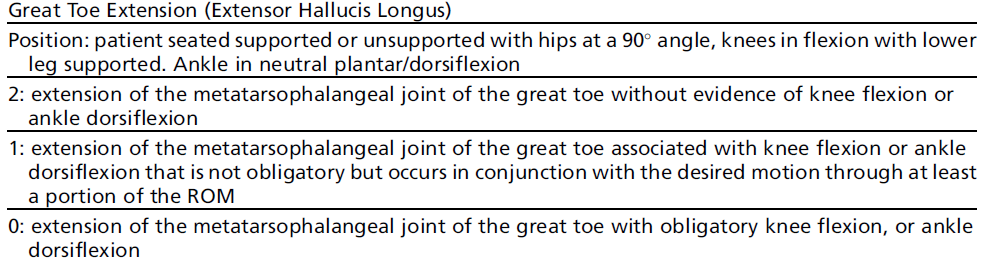 Great Toe Extension (Extensor Hallucis Longus)
Position: patient seated supported or unsupported with hips at a 90° angle, knees in flexion with lower
leg supported. Ankle in neutral plantar/dorsiflexion
2: extension of the metatarsophalangeal joint of the great toe without evidence of knee flexion or
ankle dorsiflexion
1: extension of the metatarsophalangeal joint of the great toe associated with knee flexion or ankle
dorsiflexion that is not obligatory but occurs in conjunction with the desired motion through at least
a portion of the ROM
0: extension of the metatarsophalangeal joint of the great toe with obligatory knee flexion, or ankle
dorsiflexion